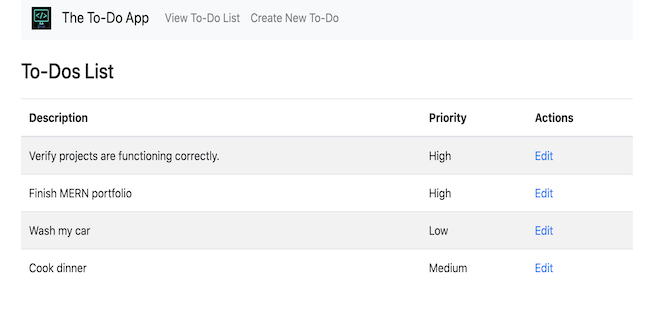 The To-Do App View To-Do List Create New To-Do
To-Dos List
Description Priority Actions
Verify projects are functioning correctly. High Edit
Finish MERN portfolio High Edit
Wash my car Low Edit
Cook dinner Medium Edit